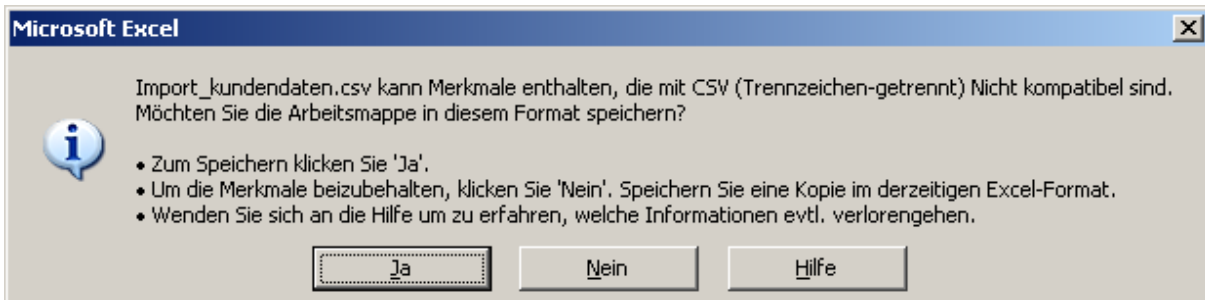 Microsoft Excel
Import_kundendaten.csv kann Merkmale enthalten, die mit CSV (Trennzeichen-getrennt) Nicht kompatibel sind.
Möchten Sie die Arbeitsmappe in diesem Format speichern?
• Zum Speichern klicken Sie 'Ja'.
• Um die Merkmale beizubehalten, klicken Sie 'Nein'. Speichern Sie eine Kopie im derzeitigen Excel-Format.
• Wenden Sie sich an die Hilfe um zu erfahren, welche Informationen evtl. verlorengehen.
Ja Nein Hilfe